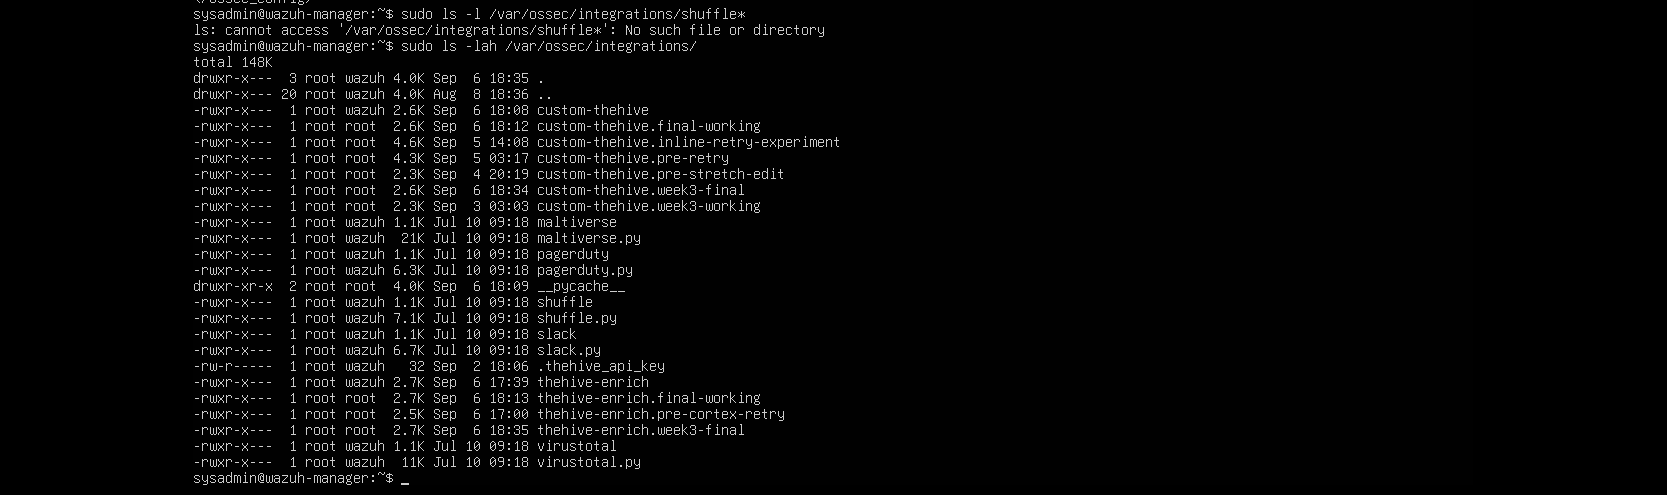 sysadmin@wazuh-manager:~$ sudo ls -l /var/ossec/integrations/shuffle*
ls: cannot access '/var/ossec/integrations/shuffle*': No such file or directory
sysadmin@wazuh-manager:~$ sudo ls -lah /var/ossec/integrations/
total 148K
drwxr-x---  3 root wazuh 4.0K Sep  6 18:35 .
drwxr-x--- 20 root wazuh 4.0K Aug  8 18:36 ..
-rwxr-x---  1 root wazuh 2.6K Sep  6 18:08 custom-thehive
-rwxr-x---  1 root root  2.6K Sep  6 18:12 custom-thehive.final-working
-rwxr-x---  1 root root  4.6K Sep  5 14:08 custom-thehive.inline-retry-experiment
-rwxr-x---  1 root root  4.3K Sep  5 03:17 custom-thehive.pre-retry
-rwxr-x---  1 root root  2.3K Sep  4 20:19 custom-thehive.pre-stretch-edit
-rwxr-x---  1 root root  2.6K Sep  6 18:34 custom-thehive.week3-final
-rwxr-x---  1 root root  2.3K Sep  3 03:03 custom-thehive.week3-working
-rwxr-x---  1 root wazuh 1.1K Jul 10 09:18 maltiverse
-rwxr-x---  1 root wazuh  21K Jul 10 09:18 maltiverse.py
-rwxr-x---  1 root wazuh 1.1K Jul 10 09:18 pagerduty
-rwxr-x---  1 root wazuh 6.3K Jul 10 09:18 pagerduty.py
drwxr-xr-x  2 root root  4.0K Sep  6 18:09 __pycache__
-rwxr-x---  1 root wazuh 1.1K Jul 10 09:18 shuffle
-rwxr-x---  1 root wazuh 7.1K Jul 10 09:18 shuffle.py
-rwxr-x---  1 root wazuh 1.1K Jul 10 09:18 slack
-rwxr-x---  1 root wazuh 6.7K Jul 10 09:18 slack.py
-rw-r-----  1 root wazuh   32 Sep  2 18:06 .thehive_api_key
-rwxr-x---  1 root wazuh 2.7K Sep  6 17:39 thehive-enrich
-rwxr-x---  1 root root  2.7K Sep  6 18:13 thehive-enrich.final-working
-rwxr-x---  1 root root  2.5K Sep  6 17:00 thehive-enrich.pre-cortex-retry
-rwxr-x---  1 root root  2.7K Sep  6 18:35 thehive-enrich.week3-final
-rwxr-x---  1 root wazuh 1.1K Jul 10 09:18 virustotal
-rwxr-x---  1 root wazuh  11K Jul 10 09:18 virustotal.py
sysadmin@wazuh-manager:~$ _